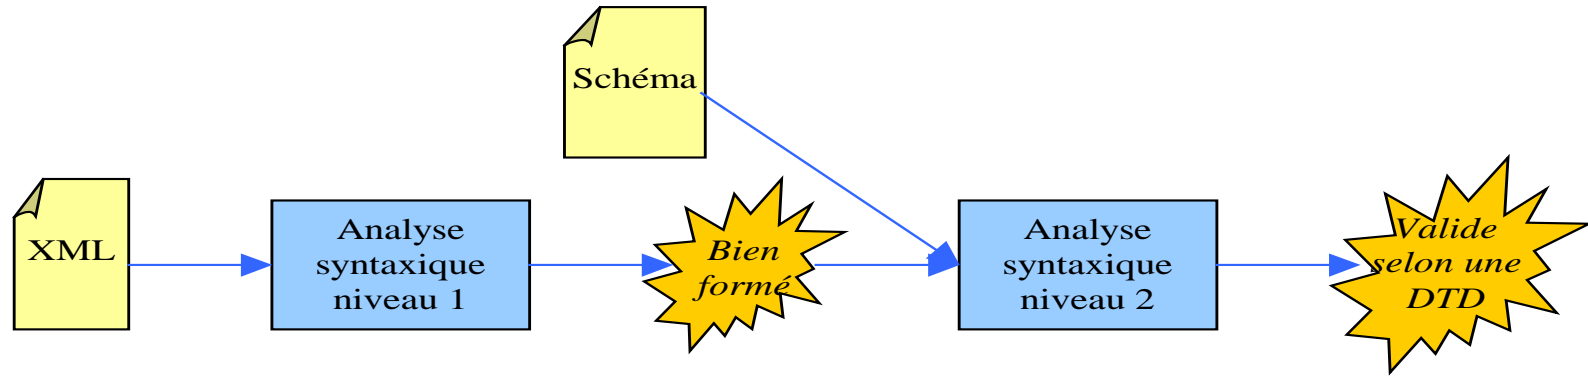 Schéma
XML
Analyse
syntaxique
niveau 1
Bien
formé
Analyse
syntaxique
niveau 2
Valide
selon une
DTD